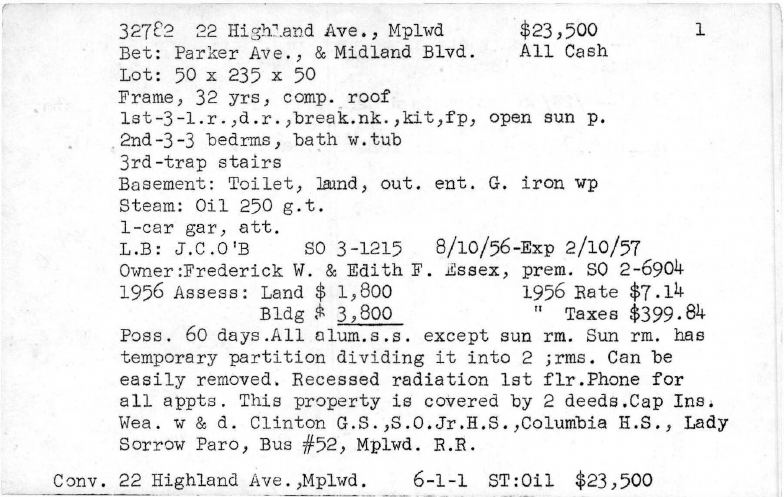 32782 22 Highland Ave., Mplwd $23,500 1
Bet: Parker Ave., & Midland Blvd. All Cash
Lot: 50 x 235 x 50
Frame, 32 yrs, comp. roof
1st-3-l.r.,d.r.,break.nk.,kit,fp, open sun p.
2nd-3-3 bedrms, bath w.tub
3rd-trap stairs
Basement: Toilet, laund, out. ent. G. iron wp
Steam: Oil 250 g.t.
1-car gar, att.
L.B: J.C.O'B SO 3-1215 8/10/56-Exp 2/10/57
Owner:Frederick W. & Edith F. Essex, prem. SO 2-6904
1956 Assess: Land $ 1,800 1956 Rate $7.14
Bldg $ 3,800 " Taxes $399.84
Poss. 60 days.All alum.s.s. except sun rm. Sun rm. has
temporary partition dividing it into 2 ;rms. Can be
easily removed. Recessed radiation 1st flr.Phone for
all appts. This property is covered by 2 deeds.Cap Ins.
Wea. w & d. Clinton G.S.,S.O.Jr.H.S.,Columbia H.S., Lady
Sorrow Paro, Bus #52, Mplwd. R.R.
Conv. 22 Highland Ave.,Mplwd. 6-1-1 ST:Oil $23,500